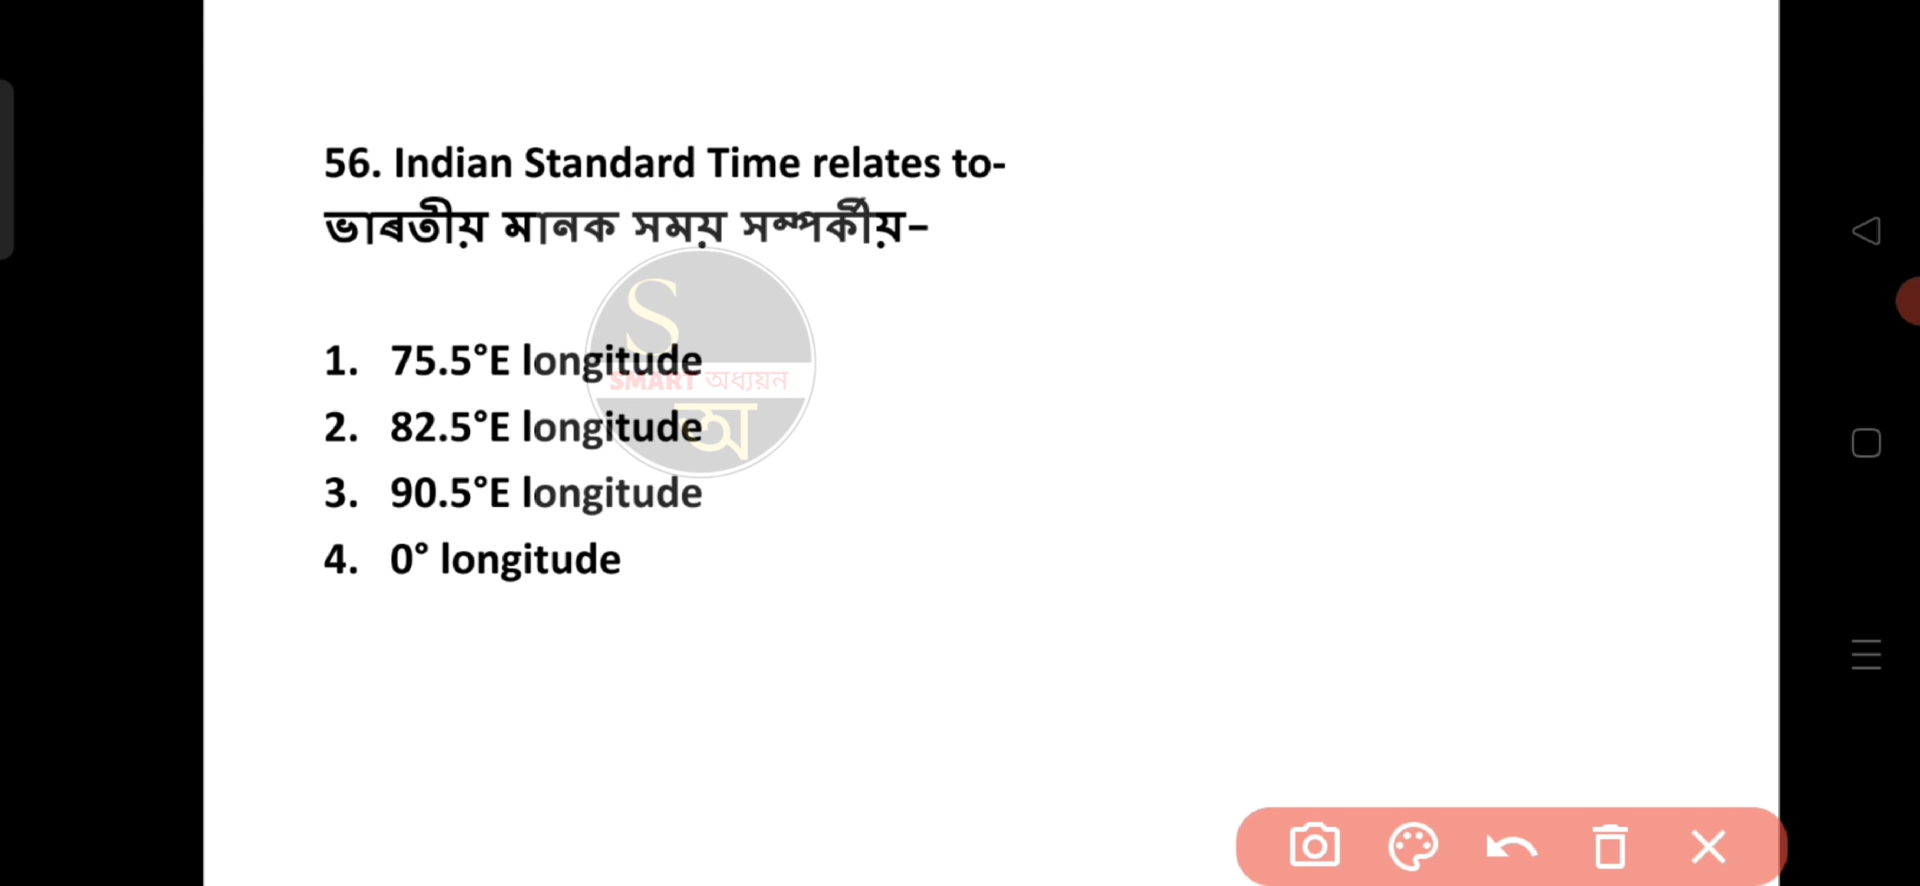 56. Indian Standard Time relates to-
ভাৰতীয় মানক সময় সম্পৰ্কীয়–
S
1. 75.5°E longitude
SMART অধ্যয়ন
2. 82.5°E longitude
অ
3. 90.5°E longitude
4. 0° longitude